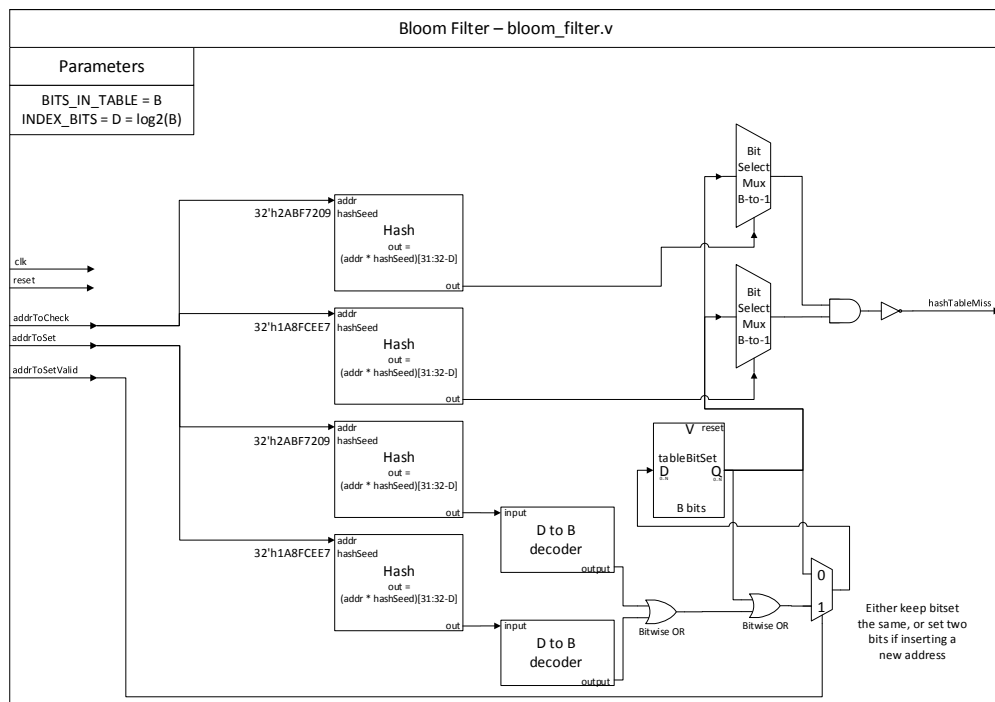 Bloom Filter – bloom_filter.v
Parameters
BITS_IN_TABLE = B
INDEX_BITS = D = log2(B)
clk
reset
addrToCheck
addrToSet
addrToSetValid
32'h2ABF7209
addr
hashSeed
Hash
out =
(addr * hashSeed)[31:32-D]
out
32'h1A8FCEE7
addr
hashSeed
Hash
out =
(addr * hashSeed)[31:32-D]
out
32'h2ABF7209
addr
hashSeed
Hash
out =
(addr * hashSeed)[31:32-D]
out
32'h1A8FCEE7
addr
hashSeed
Hash
out =
(addr * hashSeed)[31:32-D]
out
input
D to B
decoder
output
input
D to B
decoder
output
Bit
Select
Mux
B-to-1
Bit
Select
Mux
B-to-1
hashTableMiss
V reset
tableBitSet
D Q
0..N 0..N
B bits
Bitwise OR
Bitwise OR
0
1
Either keep bitset
the same, or set two
bits if inserting a
new address